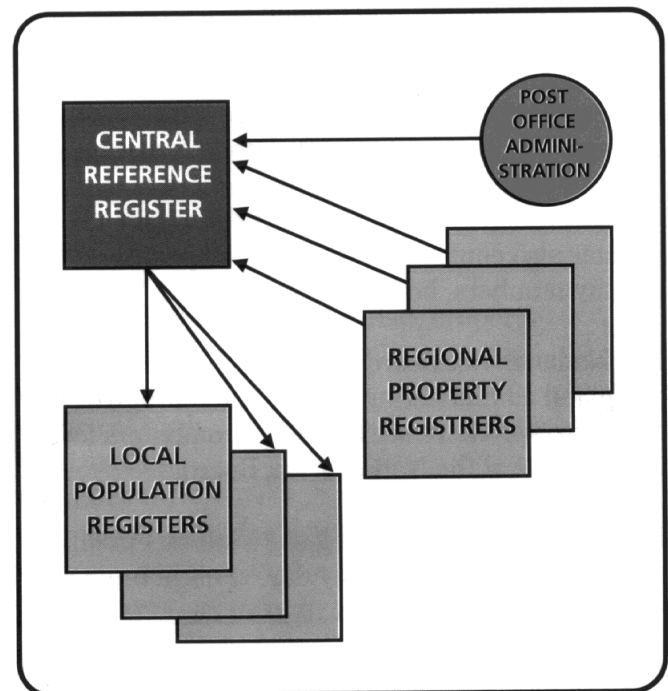 CENTRAL
REFERENCE
REGISTER
POST
OFFICE
ADMINI-
STRATION
REGIONAL
PROPERTY
REGISTRERS
LOCAL
POPULATION
REGISTERS